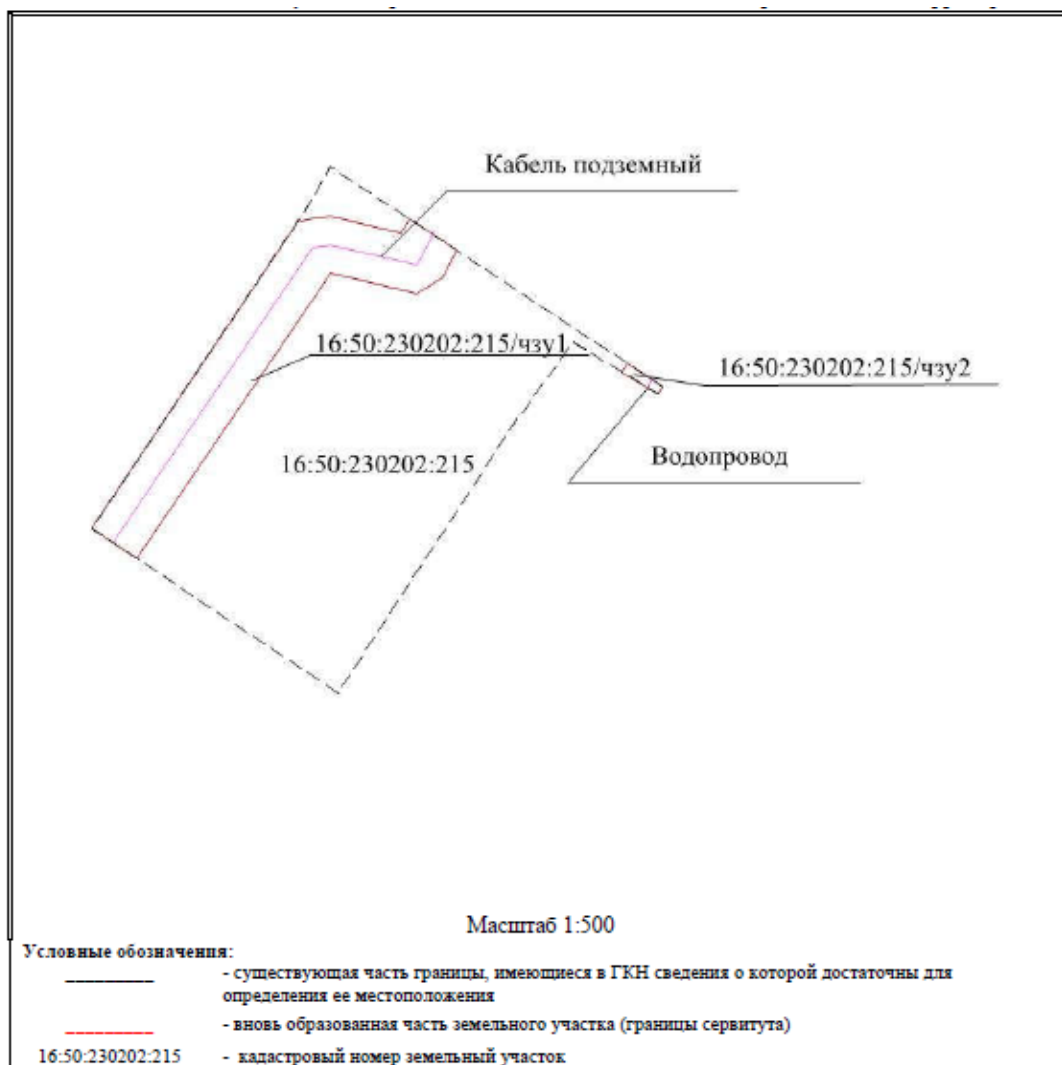 Кабель подземный
16:50:230202:215/чзу1
16:50:230202:215/чзу2
16:50:230202:215
Водопровод
Масштаб 1:500
Условные обозначения:
- существующая часть границы, имеющиеся в ГКН сведения о которой достаточны для
определения ее местоположения
- вновь образованная часть земельного участка (границы сервитута)
16:50:230202:215 - кадастровый номер земельный участок